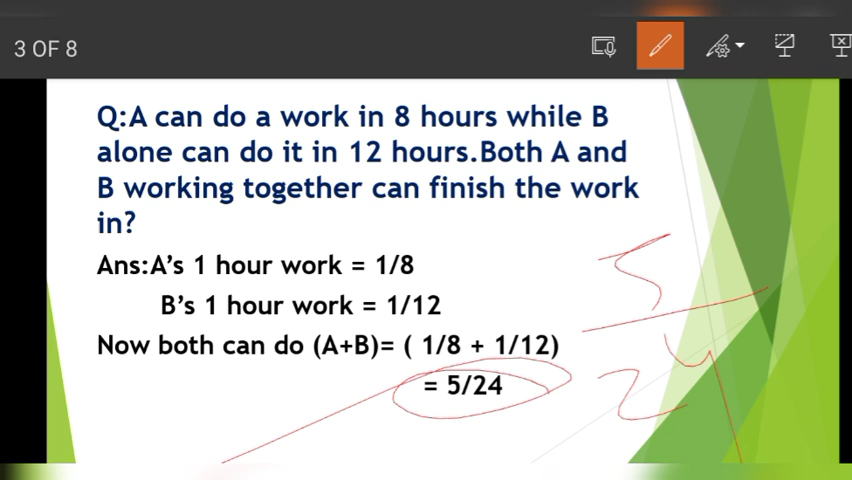 3 OF 8
Q:A can do a work in 8 hours while B
alone can do it in 12 hours.Both A and
B working together can finish the work
in?
Ans:A's 1 hour work = 1/8
B's 1 hour work = 1/12
Now both can do (A+B)= ( 1/8 + 1/12)
= 5/24
5
24